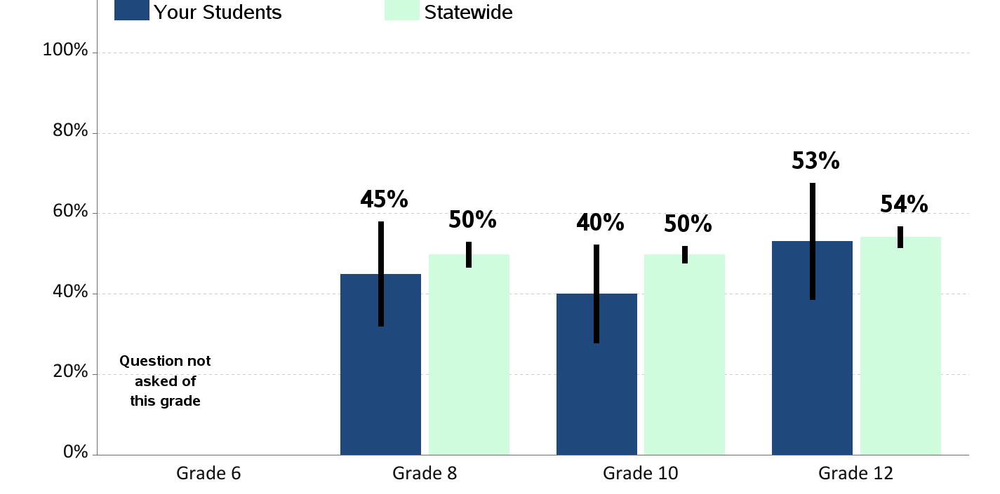 Your Students Statewide
100%
80%
60%
40%
20%
0%
45%
50%
40%
50%
53%
54%
Question not
asked of
this grade
Grade 6 Grade 8 Grade 10 Grade 12